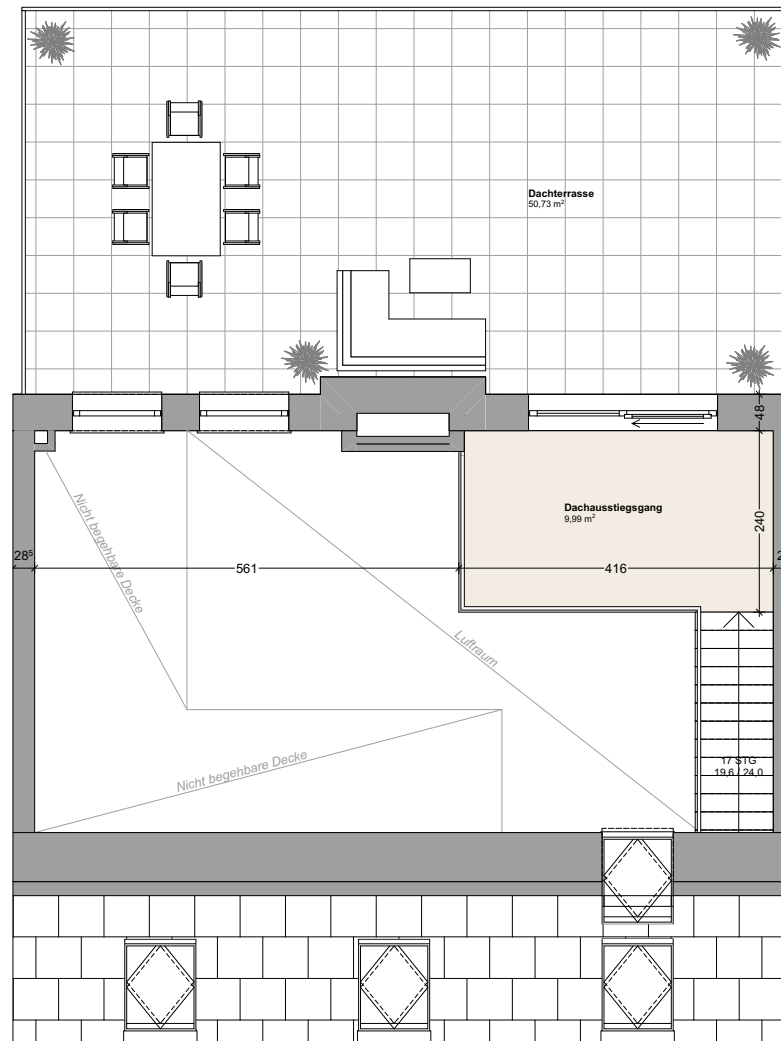 Dachterrasse
50,73 m²
48
Dachausstiegsgang
9,99 m²
Nicht begehbare Decke
240
28⁵
561
416
2
Luftraum
Nicht begehbare Decke
17 STG
19,6 / 24,0